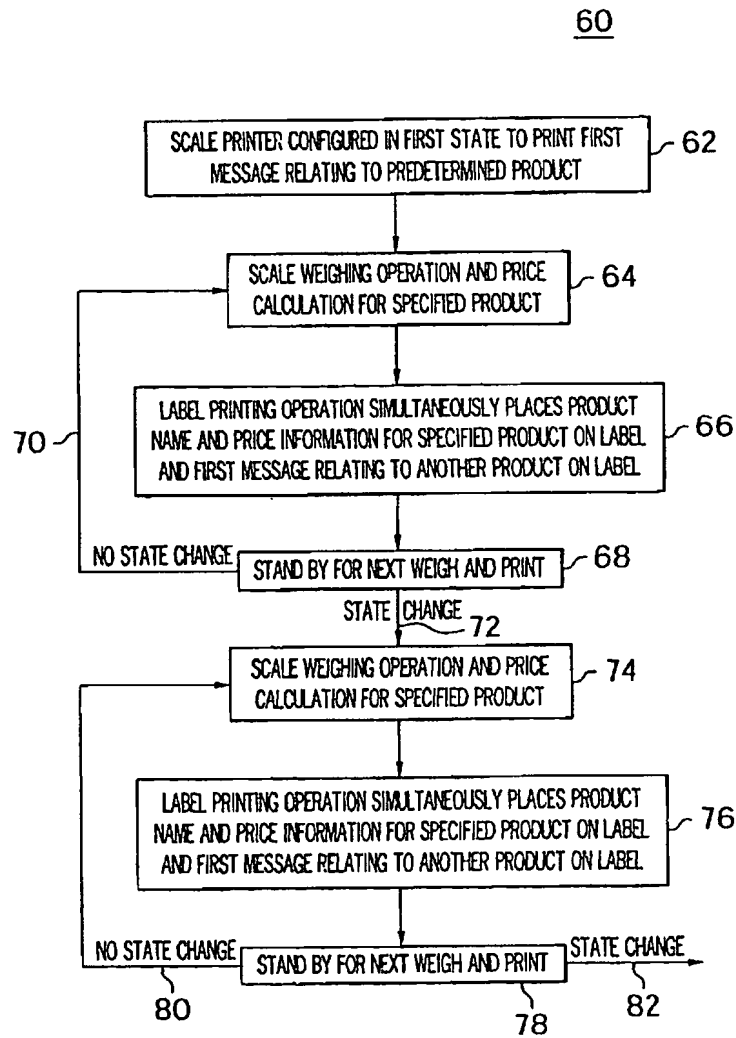 60
SCALE PRINTER CONFIGURED IN FIRST STATE TO PRINT FIRST
MESSAGE RELATING TO PREDETERMINED PRODUCT
62
SCALE WEIGHING OPERATION AND PRICE
CALCULATION FOR SPECIFIED PRODUCT
64
LABEL PRINTING OPERATION SIMULTANEOUSLY PLACES PRODUCT
NAME AND PRICE INFORMATION FOR SPECIFIED PRODUCT ON LABEL
AND FIRST MESSAGE RELATING TO ANOTHER PRODUCT ON LABEL
66
70
NO STATE CHANGE
STAND BY FOR NEXT WEIGH AND PRINT
68
STATE CHANGE
72
SCALE WEIGHING OPERATION AND PRICE
CALCULATION FOR SPECIFIED PRODUCT
74
LABEL PRINTING OPERATION SIMULTANEOUSLY PLACES PRODUCT
NAME AND PRICE INFORMATION FOR SPECIFIED PRODUCT ON LABEL
AND FIRST MESSAGE RELATING TO ANOTHER PRODUCT ON LABEL
76
NO STATE CHANGE
80
STAND BY FOR NEXT WEIGH AND PRINT
78
STATE CHANGE
82